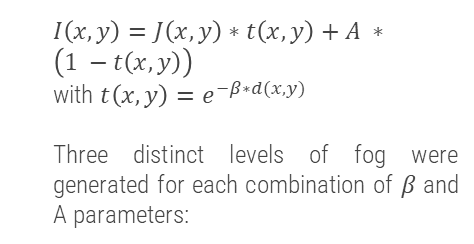 I(x, y) = J(x, y) * t(x, y) + A *
(1 − t(x, y))
with t(x, y) = e^−β*d(x,y)
Three distinct levels of fog were
generated for each combination of β and
A parameters: